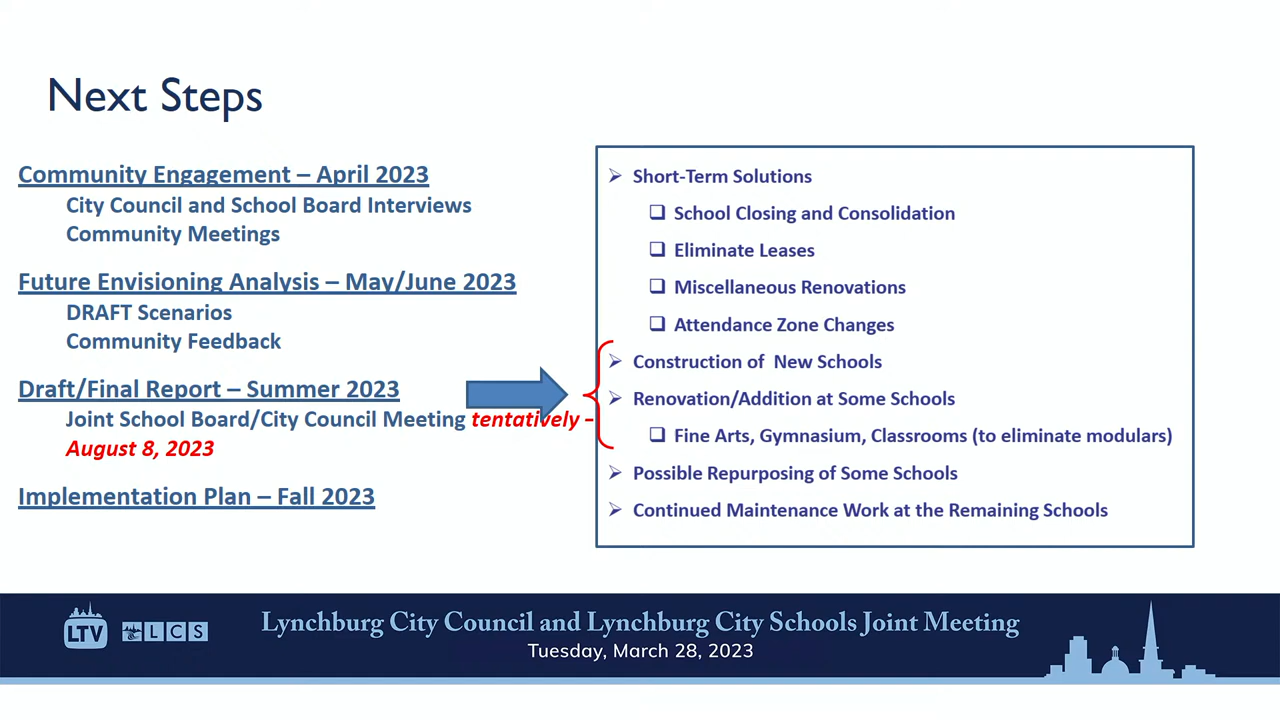 Next Steps
Community Engagement – April 2023
City Council and School Board Interviews
Community Meetings
Future Envisioning Analysis – May/June 2023
DRAFT Scenarios
Community Feedback
Draft/Final Report – Summer 2023
Joint School Board/City Council Meeting tentatively –
August 8, 2023
Implementation Plan – Fall 2023
Short-Term Solutions
School Closing and Consolidation
Eliminate Leases
Miscellaneous Renovations
Attendance Zone Changes
Construction of New Schools
Renovation/Addition at Some Schools
Fine Arts, Gymnasium, Classrooms (to eliminate modulars)
Possible Repurposing of Some Schools
Continued Maintenance Work at the Remaining Schools
LTV
LCS
Lynchburg City Council and Lynchburg City Schools Joint Meeting
Tuesday, March 28, 2023